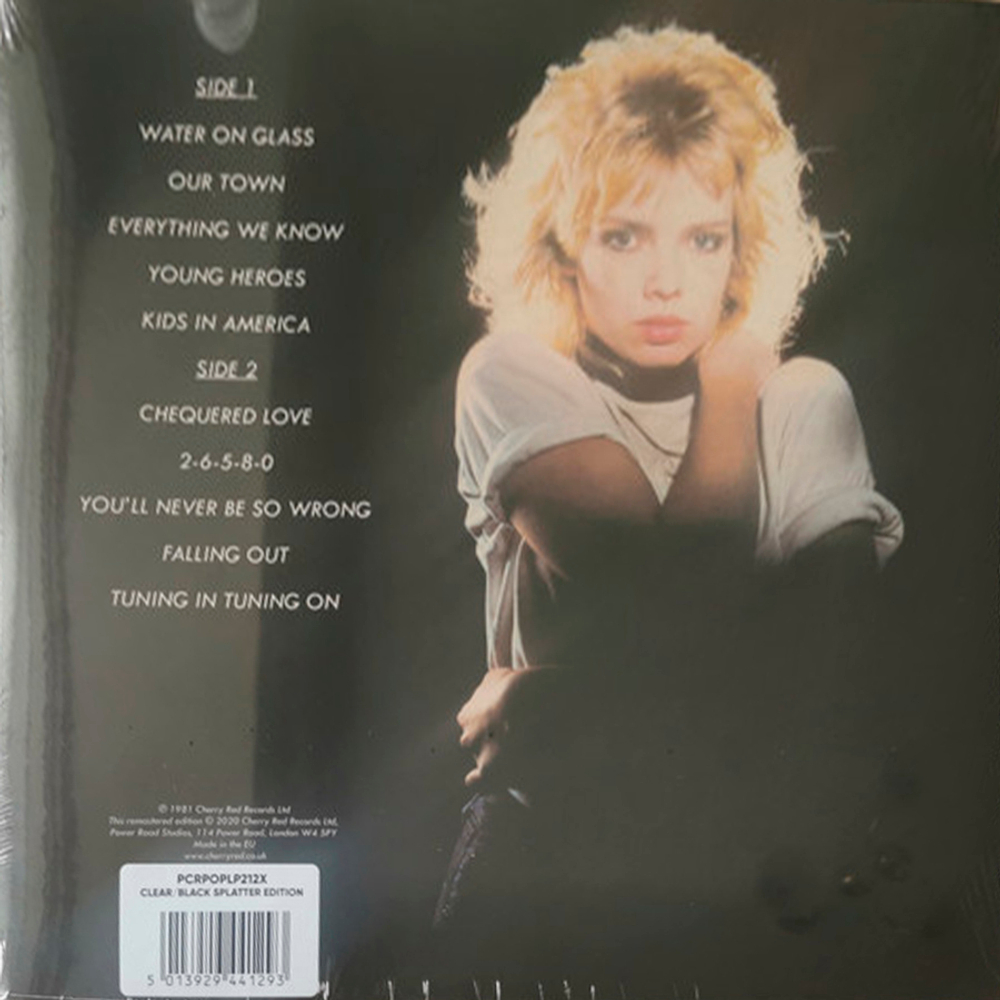 SIDE 1
WATER ON GLASS
OUR TOWN
EVERYTHING WE KNOW
YOUNG HEROES
KIDS IN AMERICA
SIDE 2
CHEQUERED LOVE
2-6-5-8-0
YOU'LL NEVER BE SO WRONG
FALLING OUT
TUNING IN TUNING ON
℗ 1981 Cherry Red Records Ltd
This remastered edition © 2020 Cherry Red Records Ltd,
Power Road Studios, 114 Power Road, London W4 5PY
Made in the EU
www.cherryred.co.uk
PCRPOPLP212X
CLEAR/BLACK SPLATTER EDITION
5 013929 441293